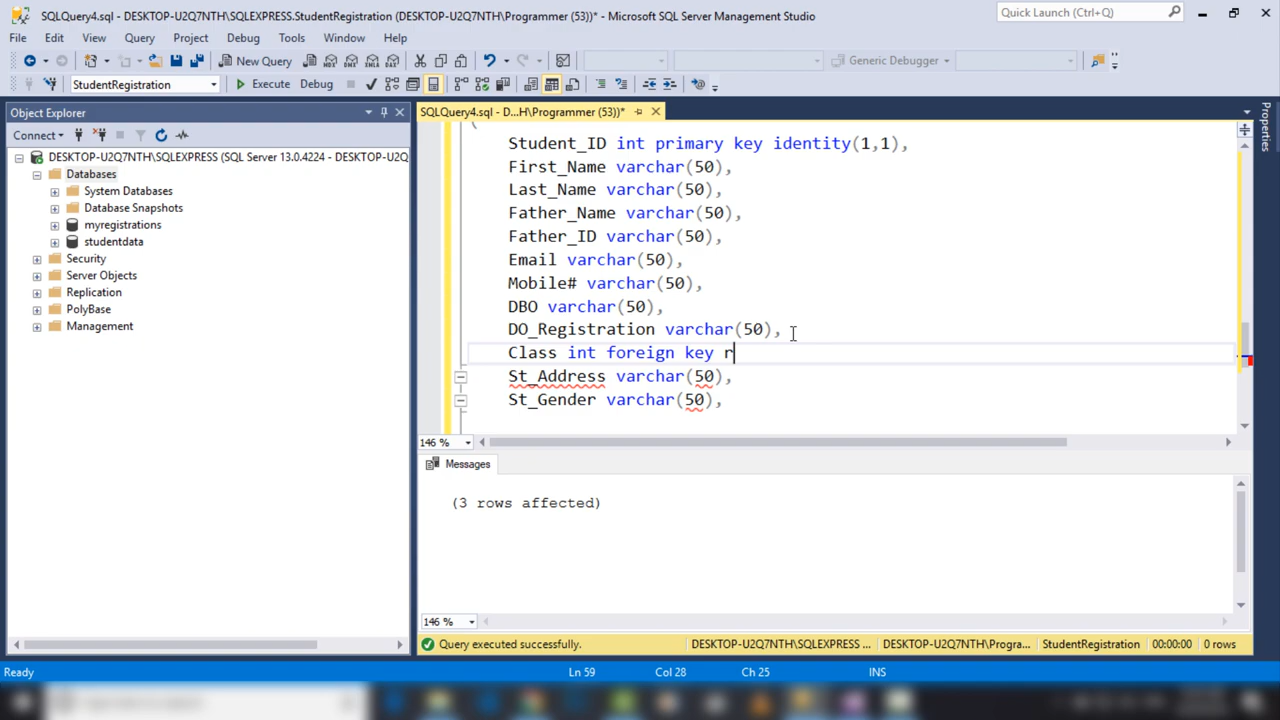 SQLQuery4.sql - DESKTOP-U2Q7NTH\SQLEXPRESS.StudentRegistration (DESKTOP-U2Q7NTH\Programmer (53))* - Microsoft SQL Server Management Studio
Quick Launch (Ctrl+Q)
File Edit View Query Project Debug Tools Window Help
New Query
Generic Debugger
StudentRegistration
Execute Debug
Object Explorer
SQLQuery4.sql - D...H\Programmer (53))*
Properties
Connect
DESKTOP-U2Q7NTH\SQLEXPRESS (SQL Server 13.0.4224 - DESKTOP-U2Q
Databases
System Databases
Database Snapshots
myregistrations
studentdata
Security
Server Objects
Replication
PolyBase
Management
(
Student_ID int primary key identity(1,1),
First_Name varchar(50),
Last_Name varchar(50),
Father_Name varchar(50),
Father_ID varchar(50),
Email varchar(50),
Mobile# varchar(50),
DBO varchar(50),
DO_Registration varchar(50),
Class int foreign key r
St_Address varchar(50),
St_Gender varchar(50),
146 %
Messages
(3 rows affected)
146 %
Query executed successfully.
DESKTOP-U2Q7NTH\SQLEXPRESS ... DESKTOP-U2Q7NTH\Progra... StudentRegistration 00:00:00 0 rows
Ready Ln 59 Col 28 Ch 25 INS